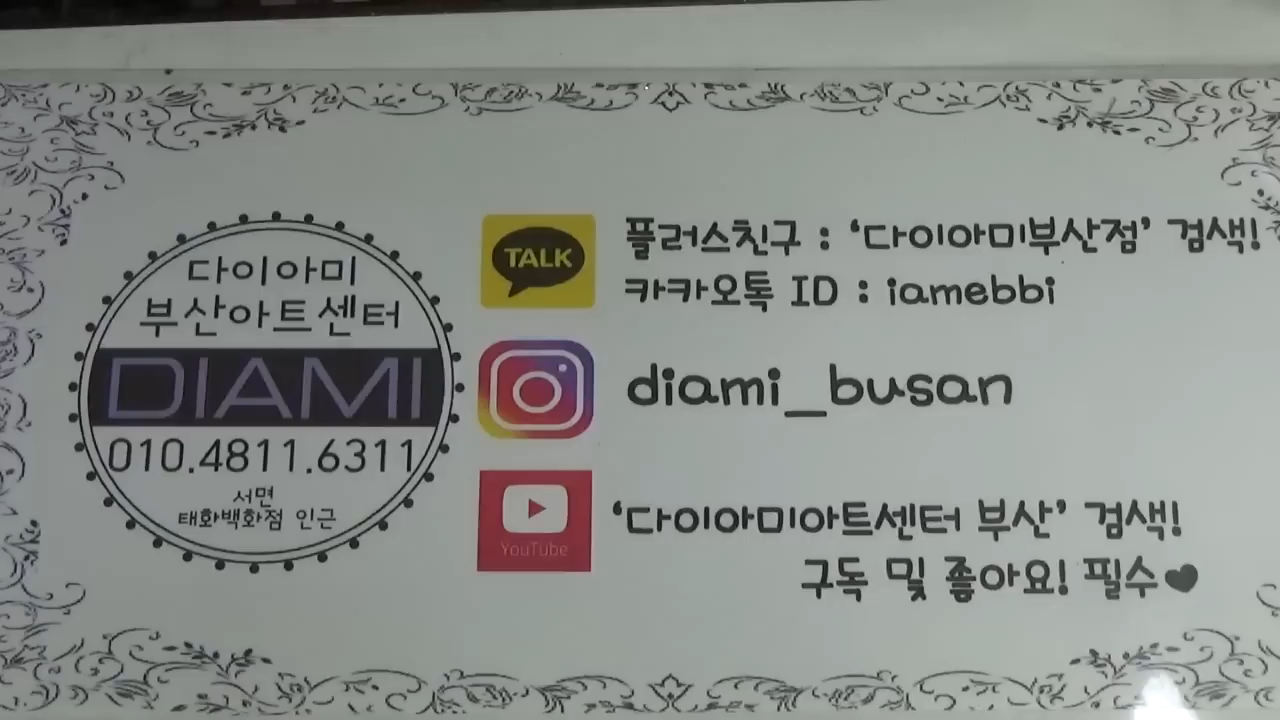 다이아미
부산아트센터
DIAMI
010.4811.6311
서면
태화백화점 인근
TALK
플러스친구 : ‘다이아미부산점’ 검색!
카카오톡 ID : iamebbi
diami_busan
YouTube
‘다이아미아트센터 부산’ 검색!
구독 및 좋아요! 필수♥